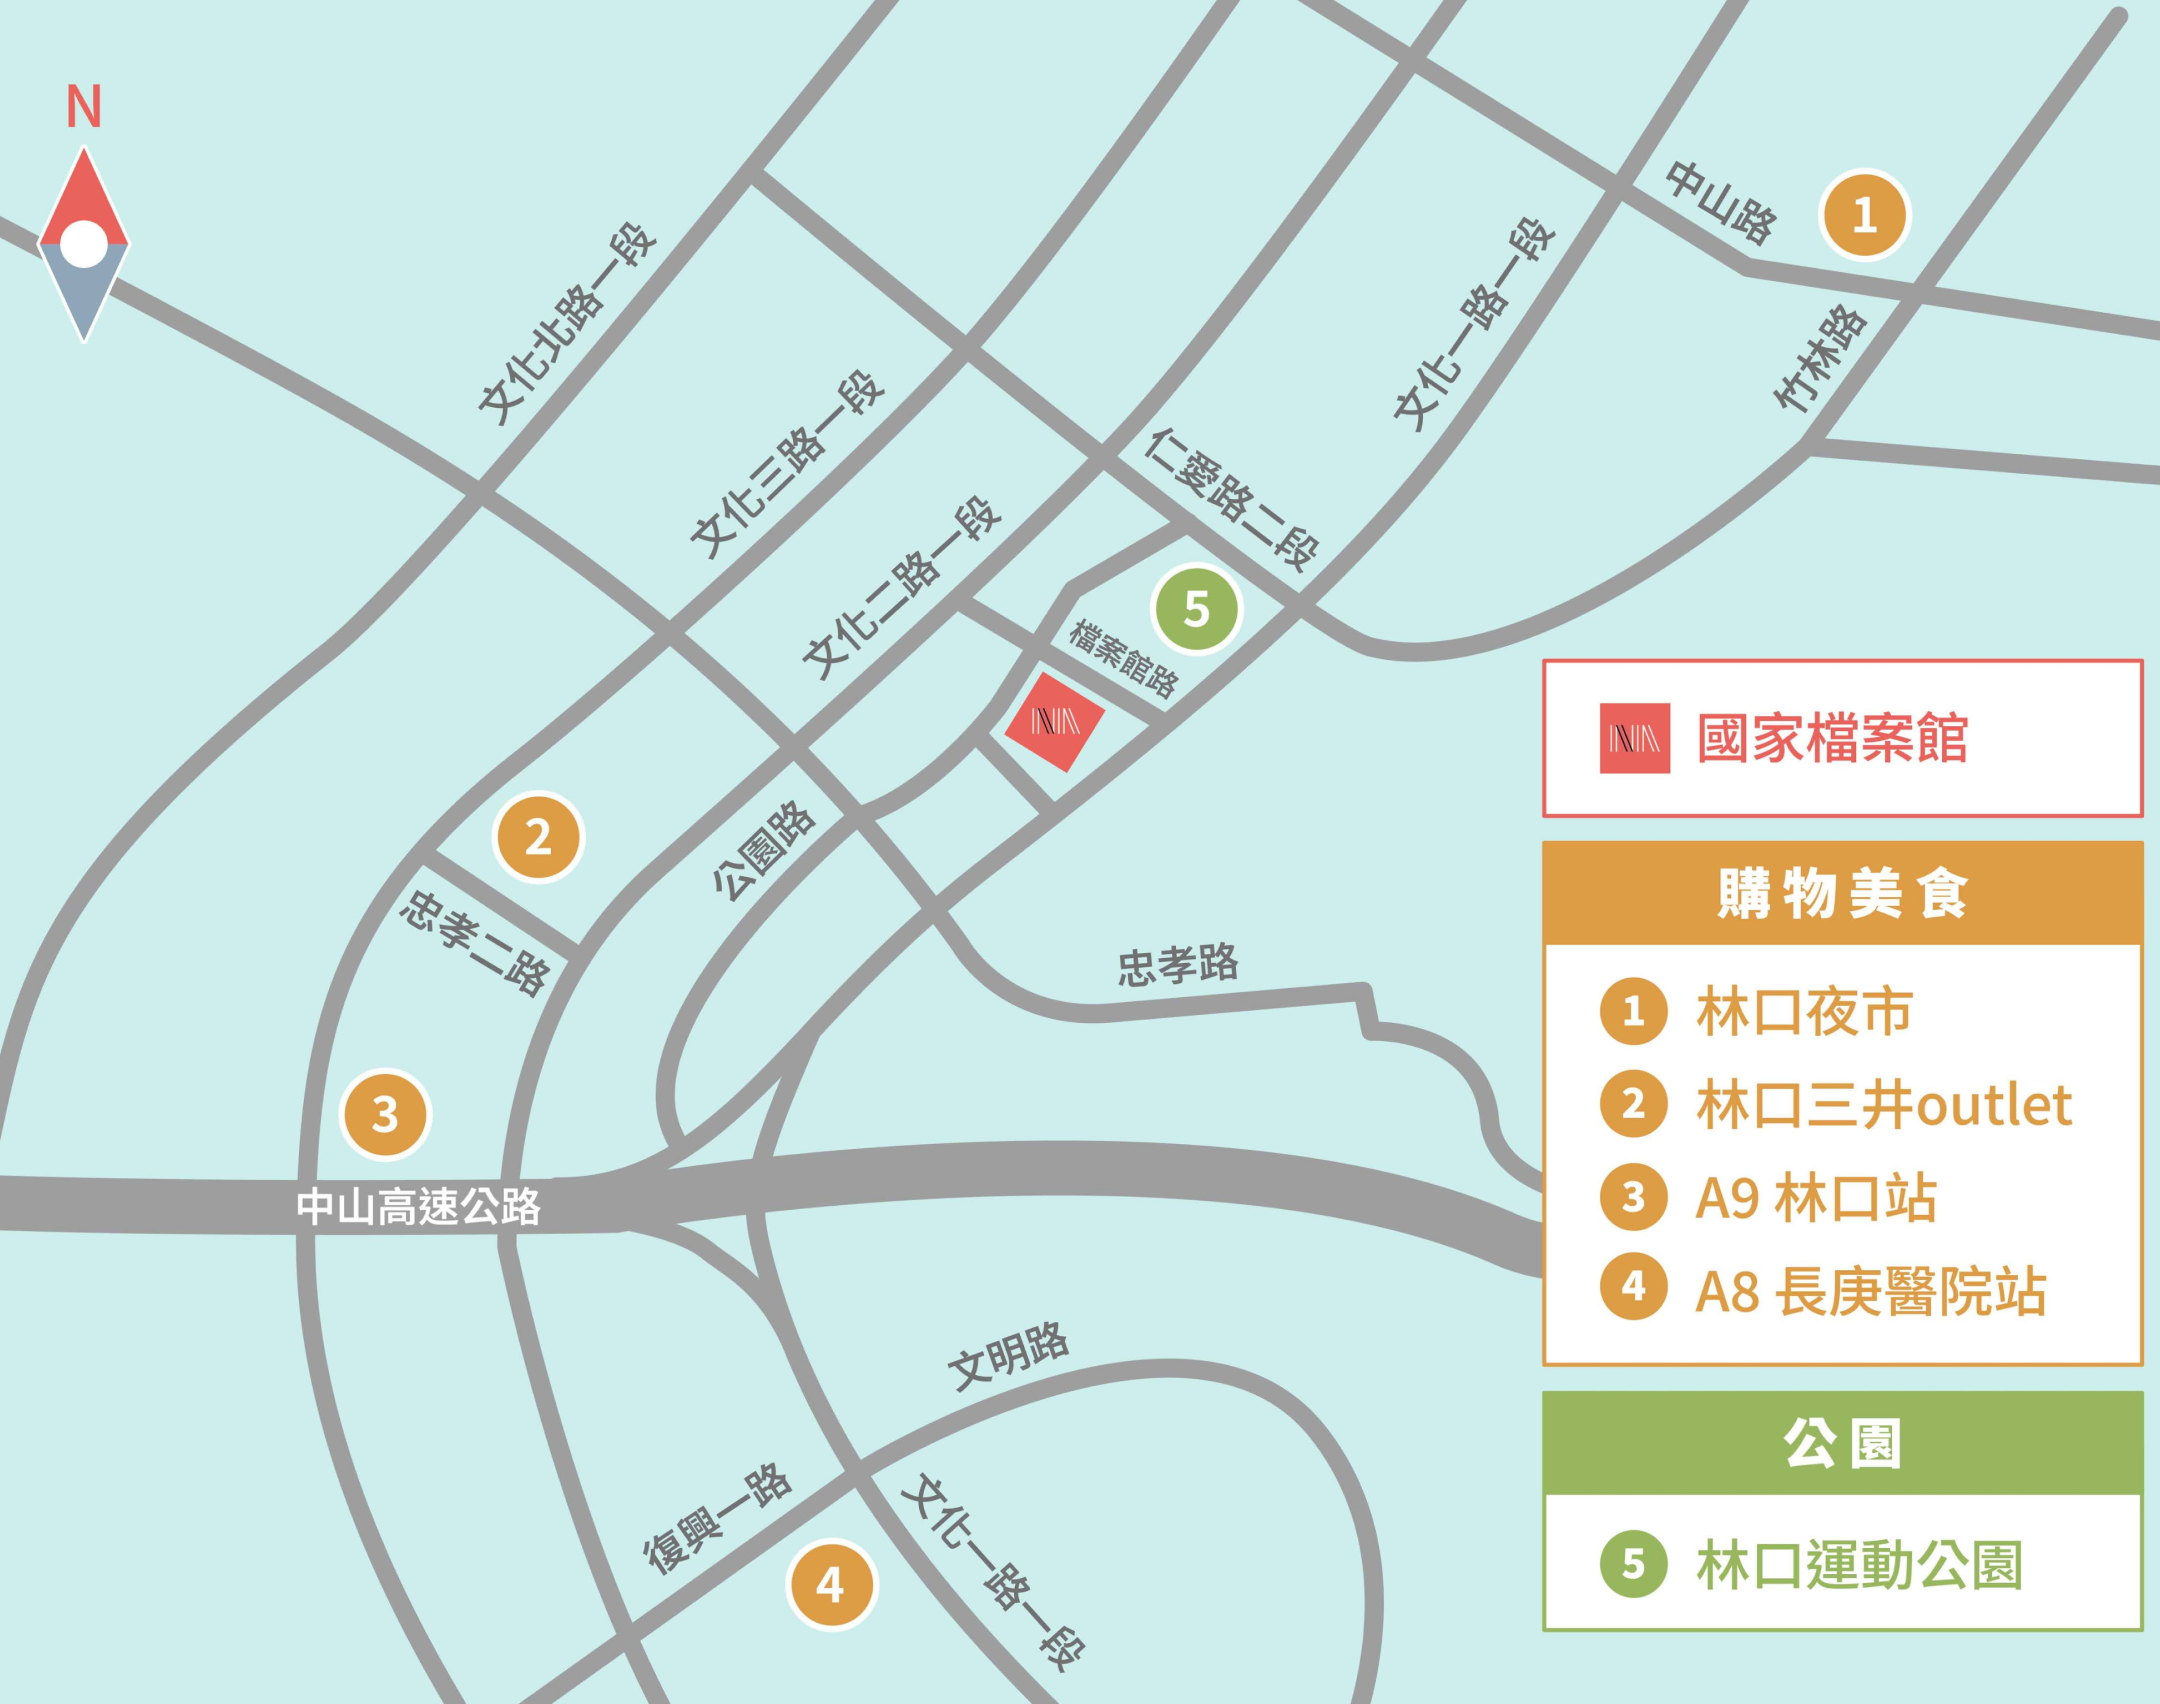 N
中山路
1
文化北路一段
文化三路一段
文化二路一段
文化一路一段
竹林路
仁愛路二段
5
檔案館路
2
公園路
忠孝二路
忠孝路
3
中山高速公路
文明路
復興一路
4
文化一路一段
國家檔案館
購物美食
1 林口夜市
2 林口三井outlet
3 A9 林口站
4 A8 長庚醫院站
公園
5 林口運動公園